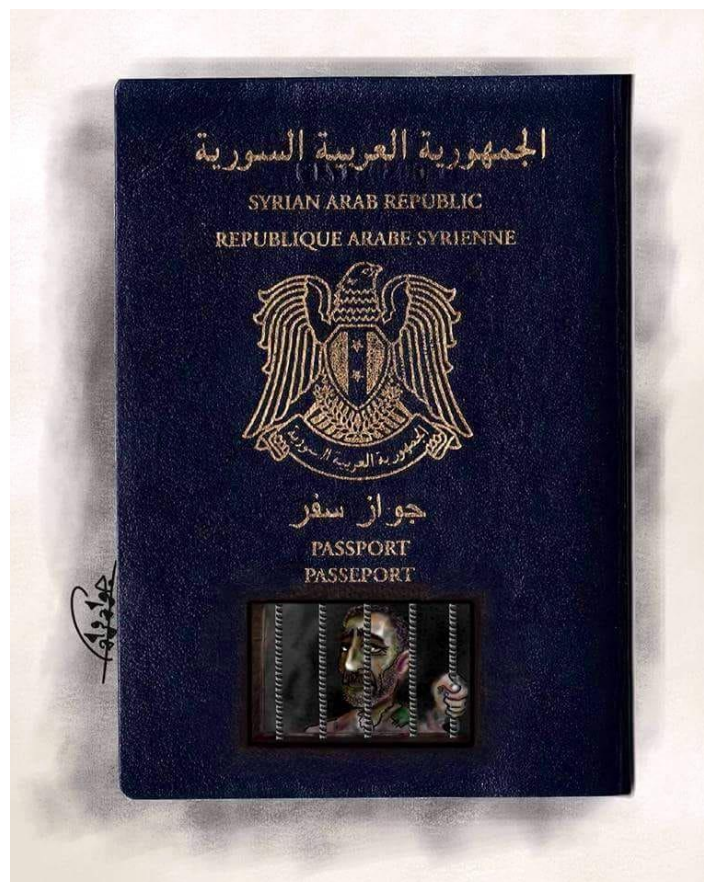 الجمهورية العربية السورية
SYRIAN ARAB REPUBLIC
REPUBLIQUE ARABE SYRIENNE
الجمهورية العربية السورية
جواز سفر
PASSPORT
PASSEPORT